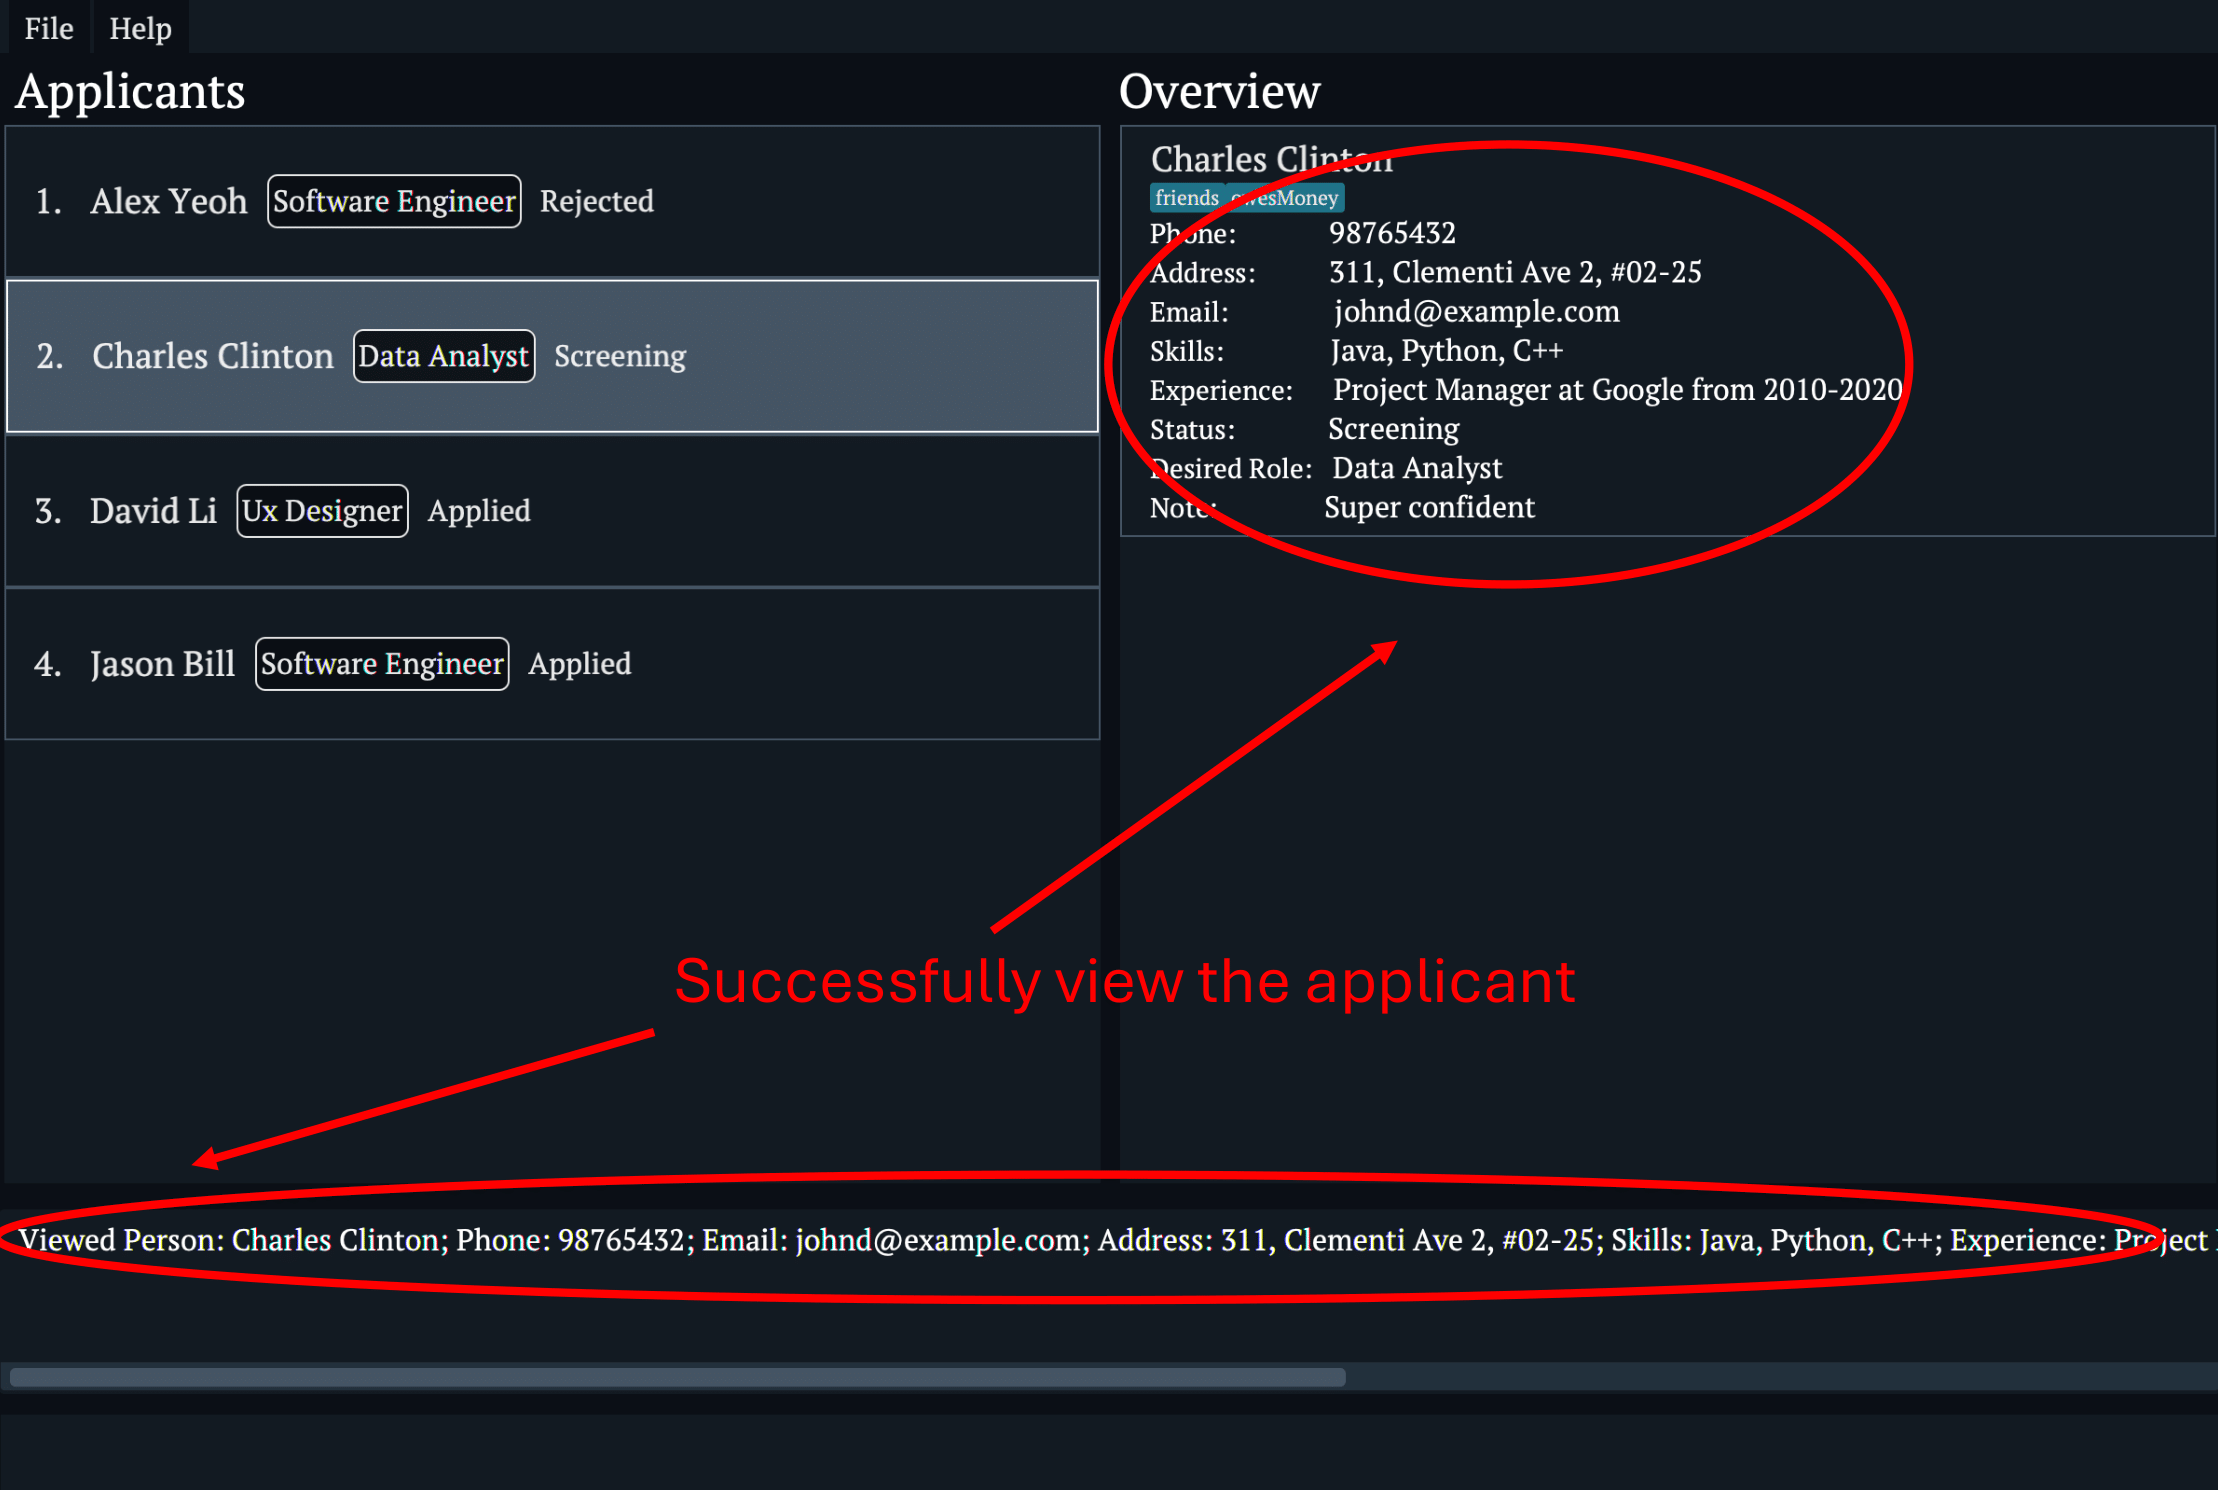 File Help
Applicants
1. Alex Yeoh Software Engineer Rejected
2. Charles Clinton Data Analyst Screening
3. David Li Ux Designer Applied
4. Jason Bill Software Engineer Applied
Overview
Charles Clinton
friends owesMoney
Phone: 98765432
Address: 311, Clementi Ave 2, #02-25
Email: johnd@example.com
Skills: Java, Python, C++
Experience: Project Manager at Google from 2010-2020
Status: Screening
Desired Role: Data Analyst
Note: Super confident
Successfully view the applicant
Viewed Person: Charles Clinton; Phone: 98765432; Email: johnd@example.com; Address: 311, Clementi Ave 2, #02-25; Skills: Java, Python, C++; Experience: Project